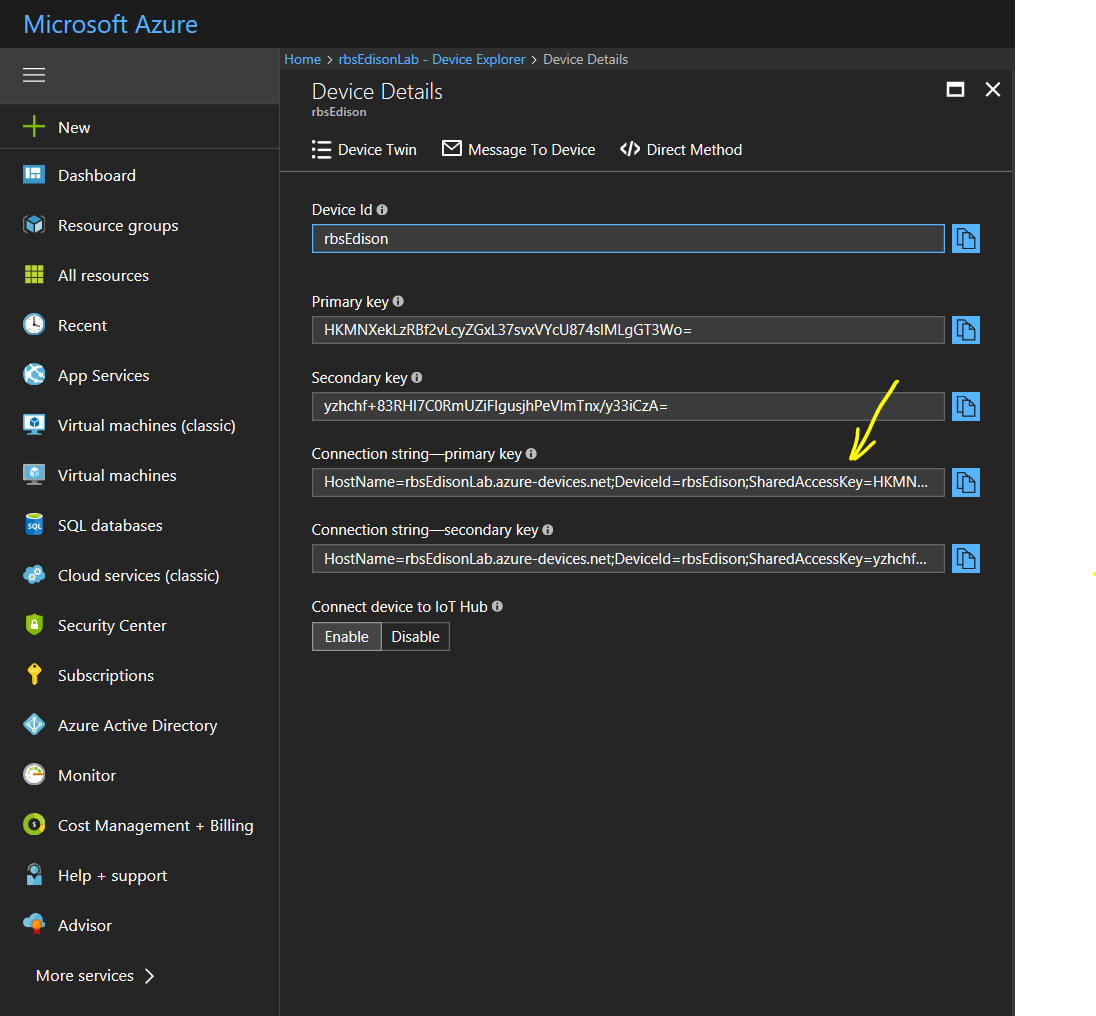 Microsoft Azure
Home > rbsEdisonLab - Device Explorer > Device Details
Device Details
rbsEdison
Device Twin
Message To Device
Direct Method
New
Dashboard
Resource groups
All resources
Recent
App Services
Virtual machines (classic)
Virtual machines
SQL databases
Cloud services (classic)
Security Center
Subscriptions
Azure Active Directory
Monitor
Cost Management + Billing
Help + support
Advisor
More services >
Device Id
rbsEdison
Primary key
HKMNXekLzRBf2vLcyZGxL37svxVYcU874sIMLgGT3Wo=
Secondary key
yzhchf+83RHI7C0RmUZiFIgusjhPeVImTnx/y33iCzA=
Connection string—primary key
HostName=rbsEdisonLab.azure-devices.net;DeviceId=rbsEdison;SharedAccessKey=HKMN...
Connection string—secondary key
HostName=rbsEdisonLab.azure-devices.net;DeviceId=rbsEdison;SharedAccessKey=yzhchf...
Connect device to IoT Hub
Enable
Disable